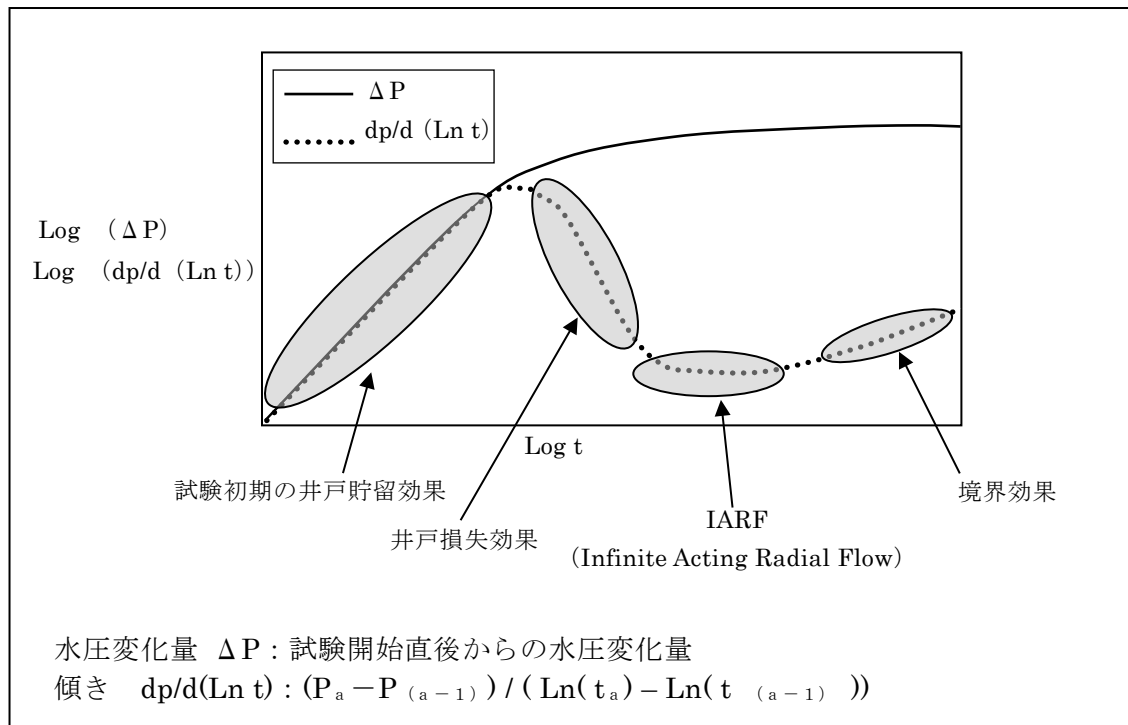 ΔP
dp/d（Ln t）
Log （ΔP）
Log （dp/d（Ln t））
Log t
試験初期の井戸貯留効果
境界効果
井戸損失効果
IARF
（Infinite Acting Radial Flow）
水圧変化量 ΔP：試験開始直後からの水圧変化量
傾き dp/d(Ln t)：(Pₐ－P₍ₐ₋₁₎) / ( Ln( tₐ) – Ln( t ₍ₐ₋₁₎ ))